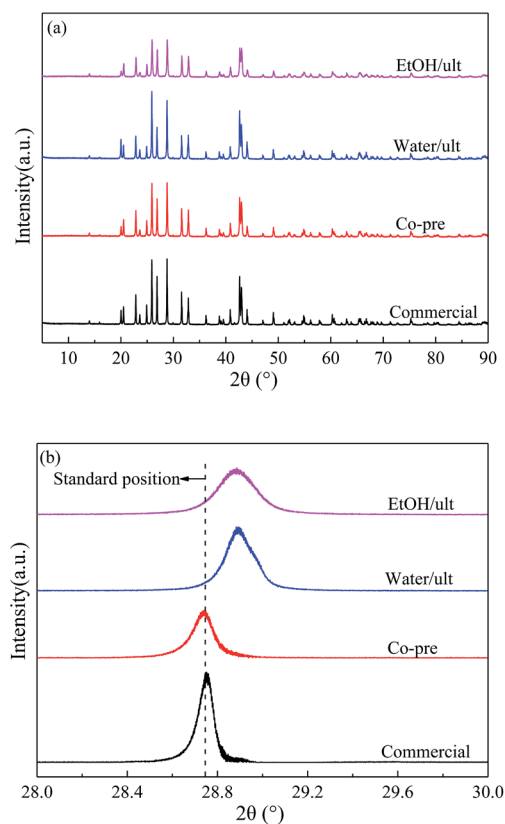 (a)
EtOH/ult
Water/ult
Co-pre
Commercial
Intensity(a.u.)
10 20 30 40 50 60 70 80 90
2θ (°)
(b)
Standard position
EtOH/ult
Water/ult
Co-pre
Commercial
Intensity(a.u.)
28.0 28.4 28.8 29.2 29.6 30.0
2θ (°)